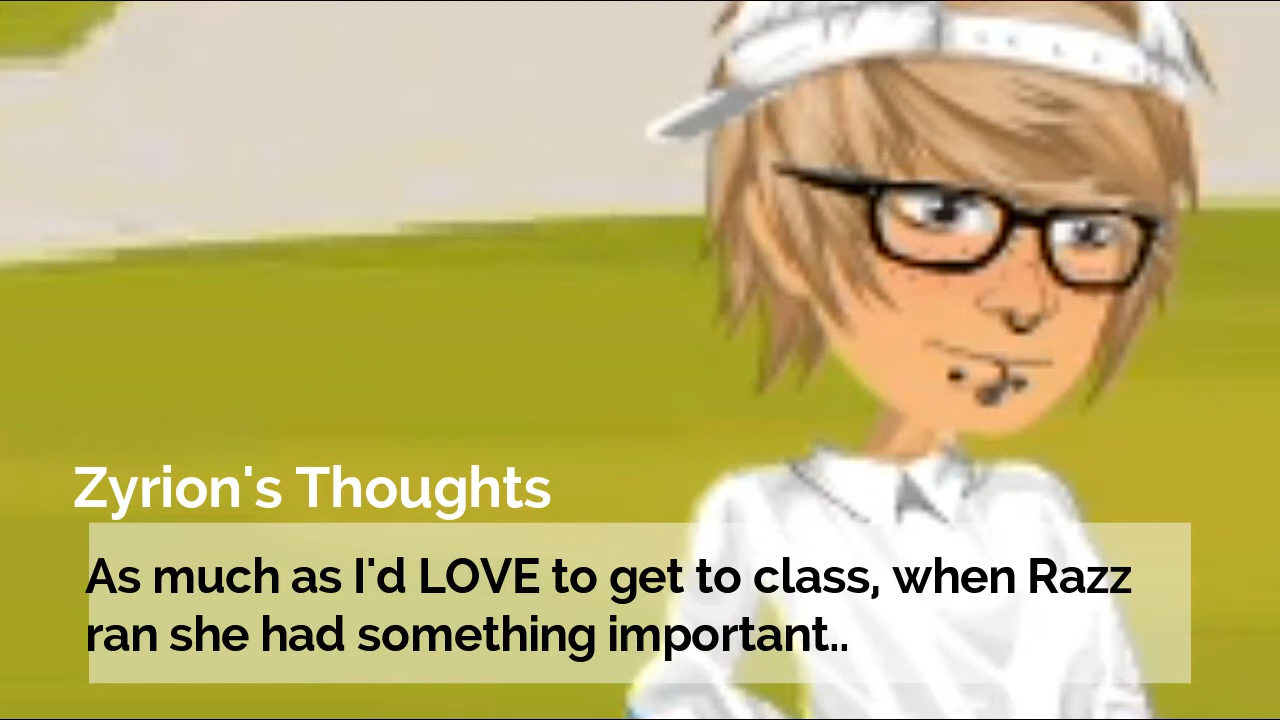 Zyrion's Thoughts
As much as I'd LOVE to get to class, when Razz
ran she had something important..